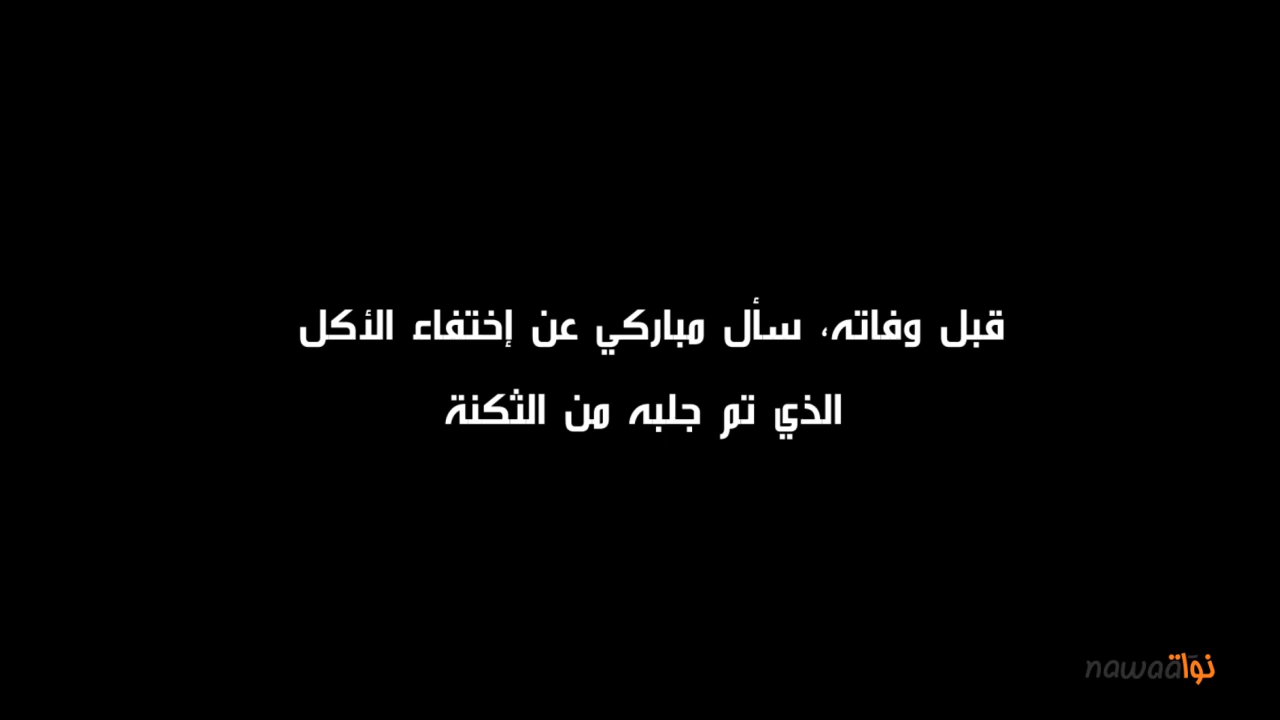 قبل وفاته، سأل مباركي عن إختفاء الأكل
الذي تم جلبه من الثكنة
nawaat نواة